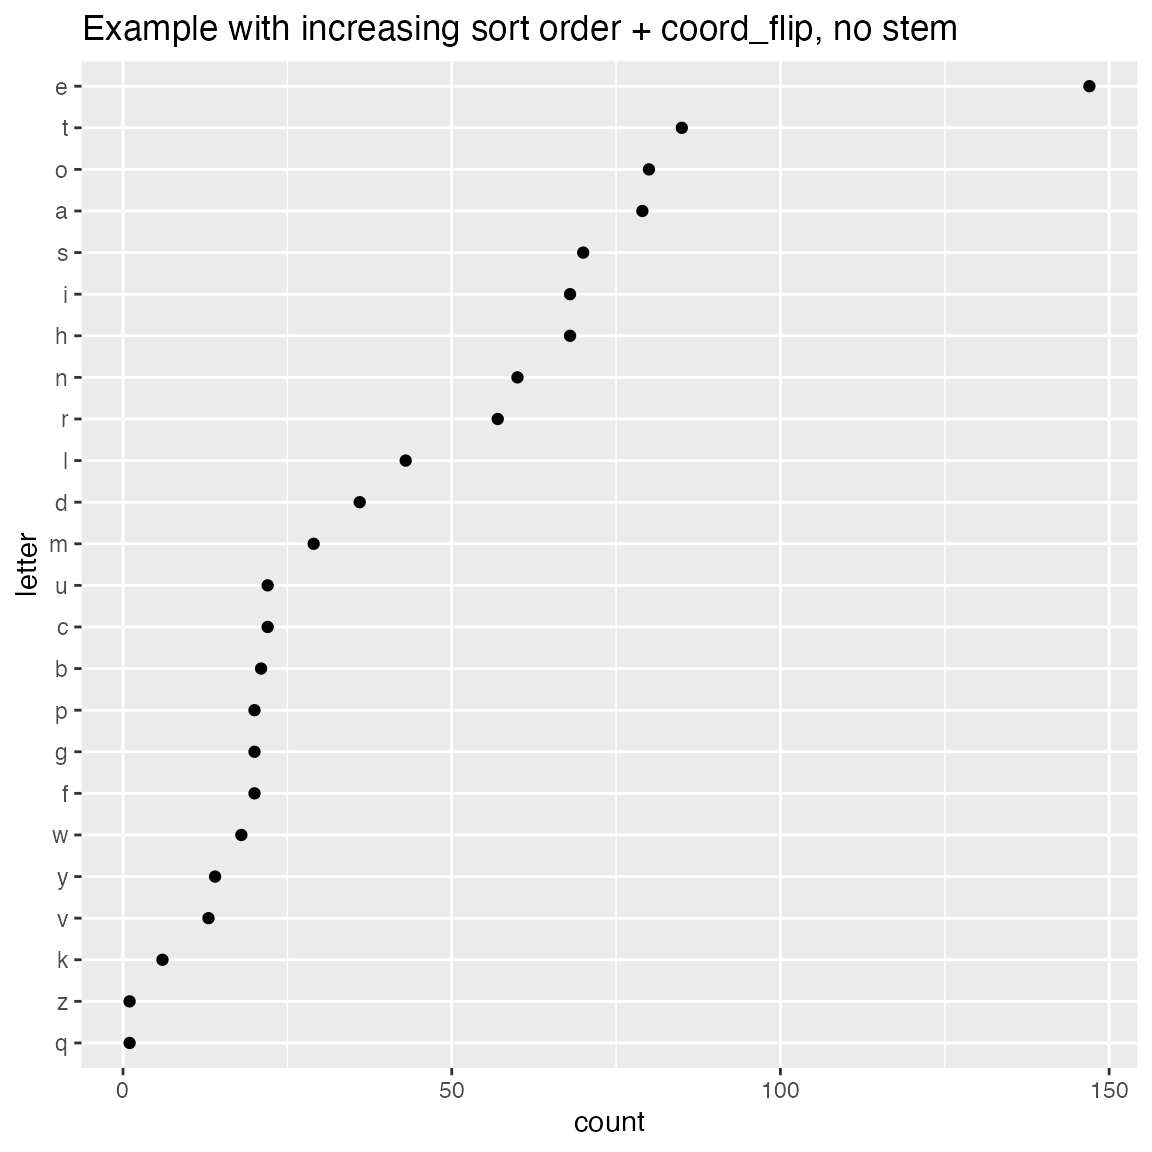 Example with increasing sort order + coord_flip, no stem
e
t
o
a
s
i
h
n
r
l
d
m
u
c
b
p
g
f
w
y
v
k
z
q
letter
0 50 100 150
count